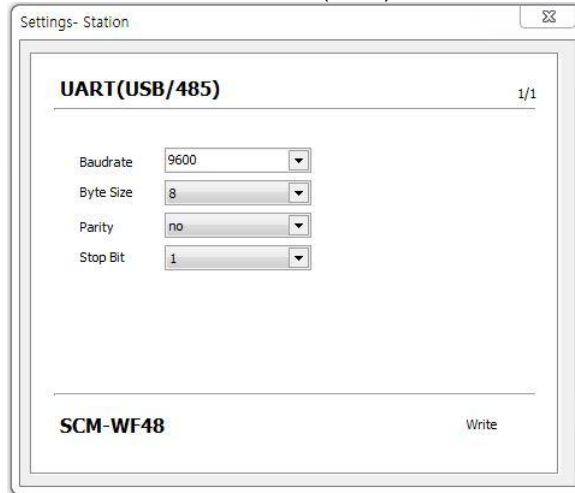 Settings- Station
UART(USB/485)
1/1
Baudrate 9600
Byte Size 8
Parity no
Stop Bit 1
SCM-WF48
Write